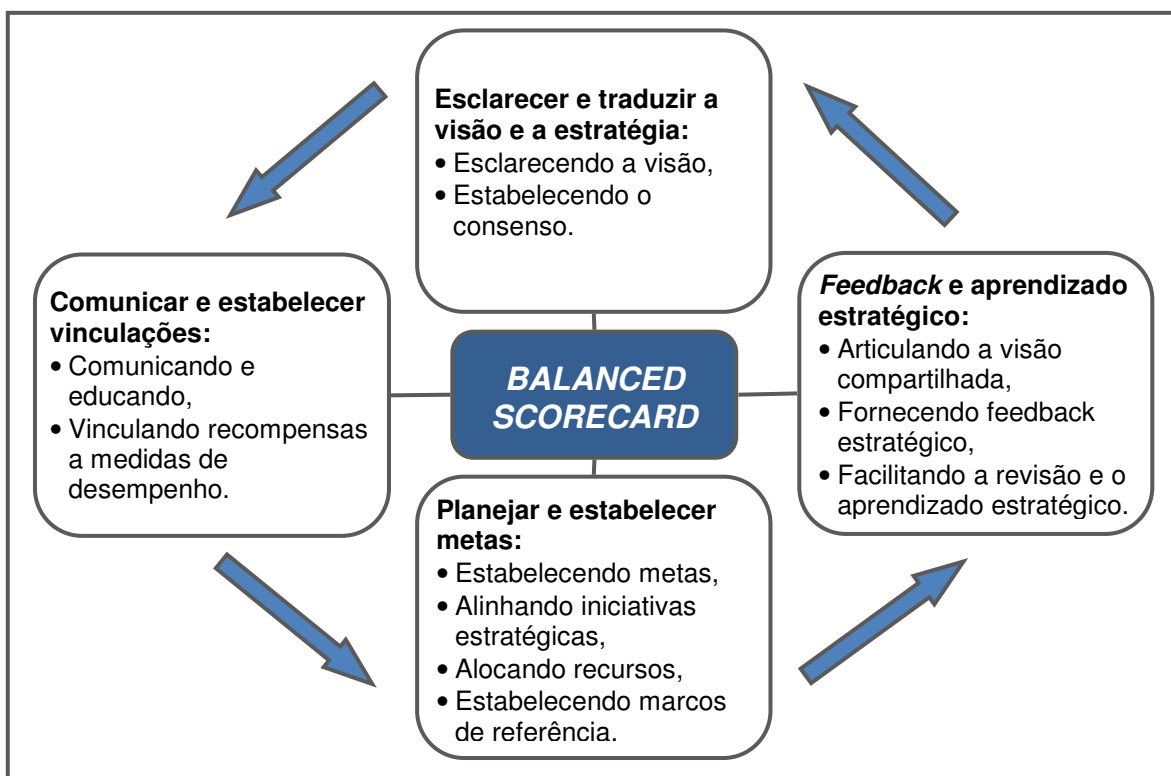 Esclarecer e traduzir a
visão e a estratégia:
• Esclarecendo a visão,
• Estabelecendo o
consenso.
Comunicar e estabelecer
vinculações:
• Comunicando e
educando,
• Vinculando recompensas
a medidas de
desempenho.
BALANCED
SCORECARD
Feedback e aprendizado
estratégico:
• Articulando a visão
compartilhada,
• Fornecendo feedback
estratégico,
• Facilitando a revisão e o
aprendizado estratégico.
Planejar e estabelecer
metas:
• Estabelecendo metas,
• Alinhando iniciativas
estratégicas,
• Alocando recursos,
• Estabelecendo marcos
de referência.